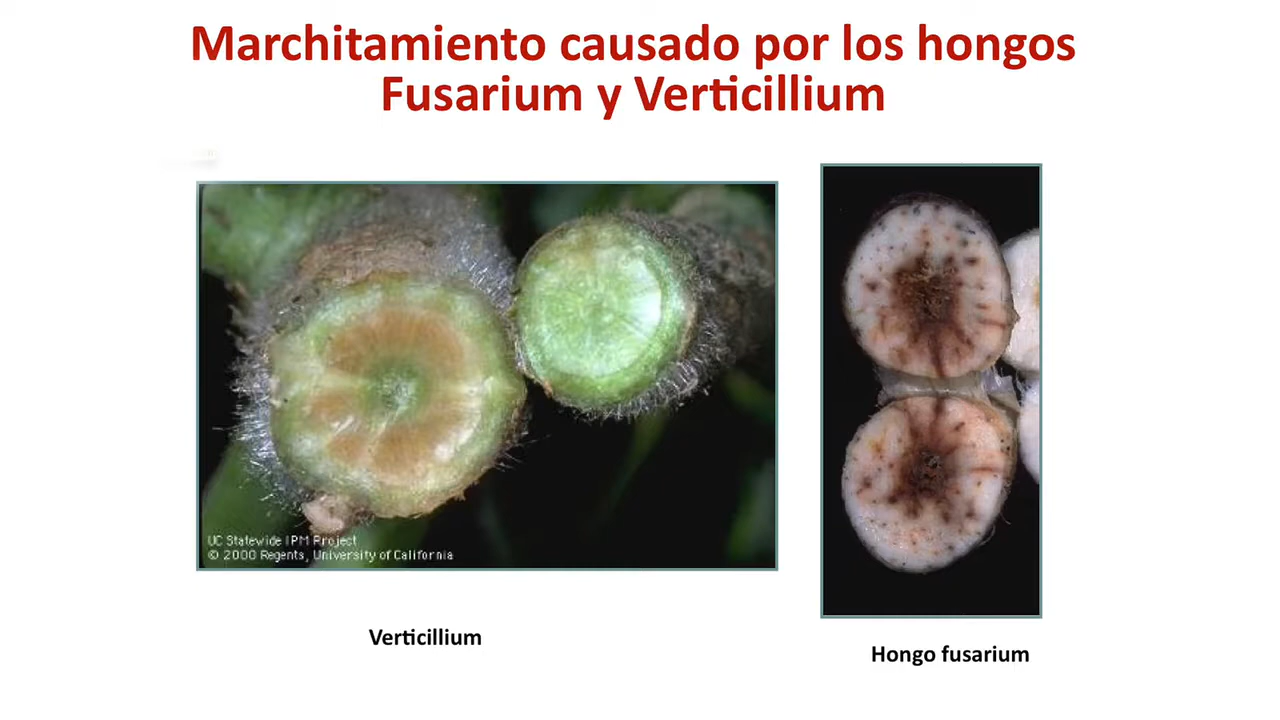 Marchitamiento causado por los hongos
Fusarium y Verticillium
UC Statewide IPM Project
© 2000 Regents, University of California
Verticillium
Hongo fusarium